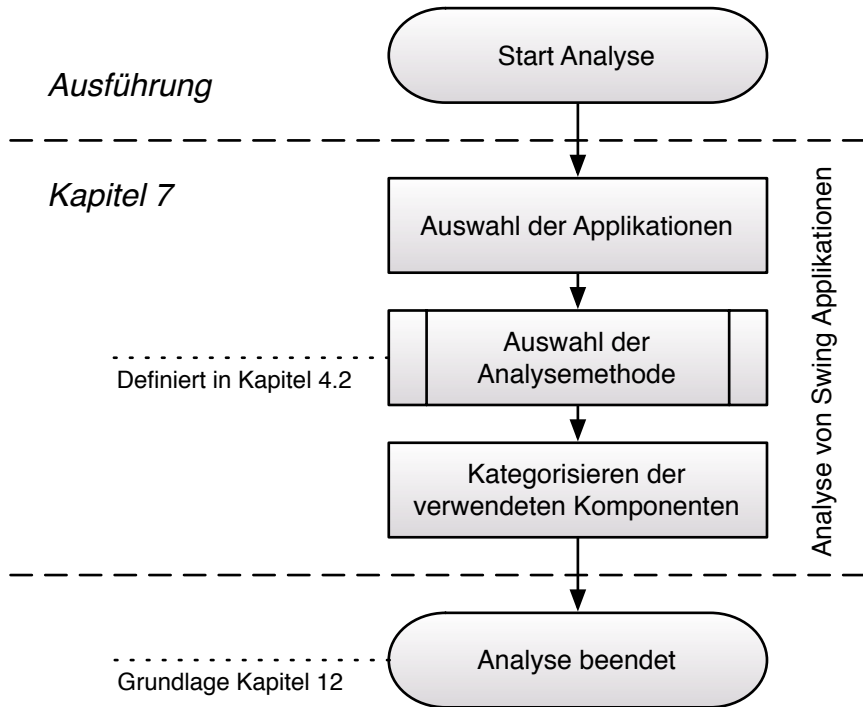 Start Analyse
Ausführung
Kapitel 7
Auswahl der Applikationen
Auswahl der
Analysemethode
Definiert in Kapitel 4.2
Kategorisieren der
verwendeten Komponenten
Analyse von Swing Applikationen
Analyse beendet
Grundlage Kapitel 12